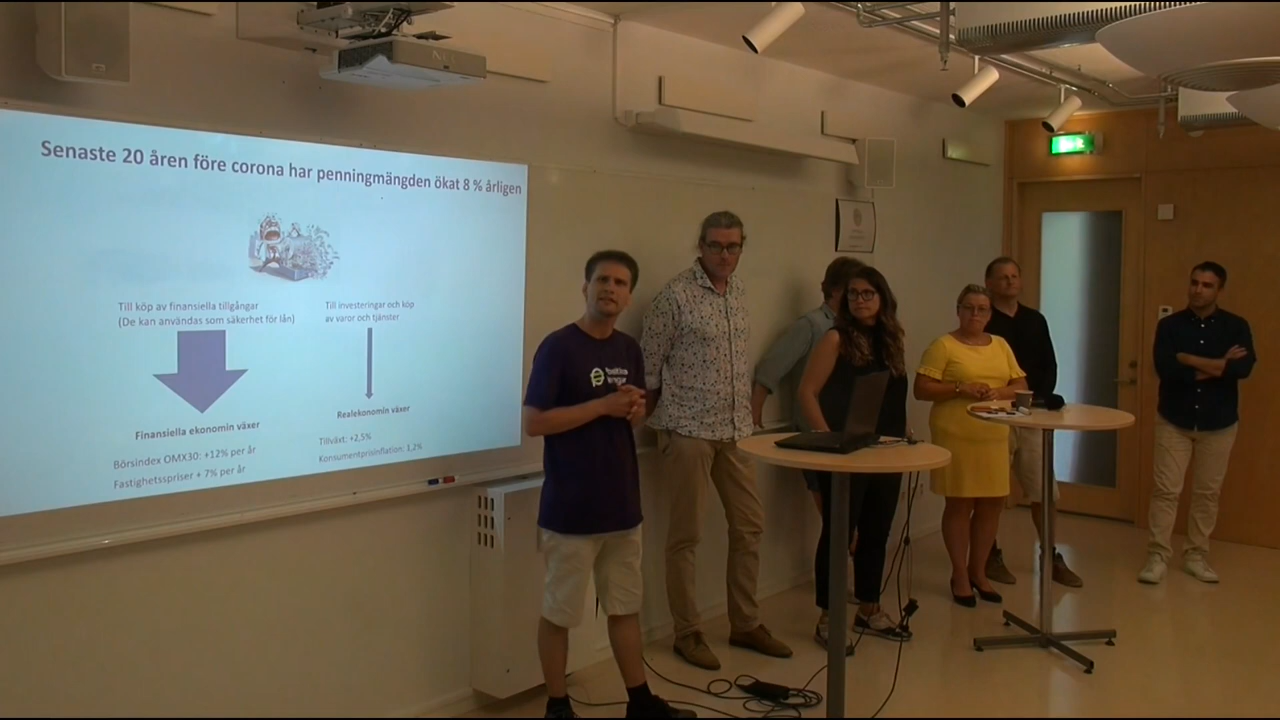 Senaste 20 åren före corona har penningmängden ökat 8 % årligen
Till köp av finansiella tillgångar
(De kan användas som säkerhet för lån)
Till investeringar och köp
av varor och tjänster
Finansiella ekonomin växer
Börsindex OMX30: +12% per år
Fastighetspriser + 7% per år
Realekonomin växer
Tillväxt: +2,5%
Konsumentprisinflation: 1,2%
NEC